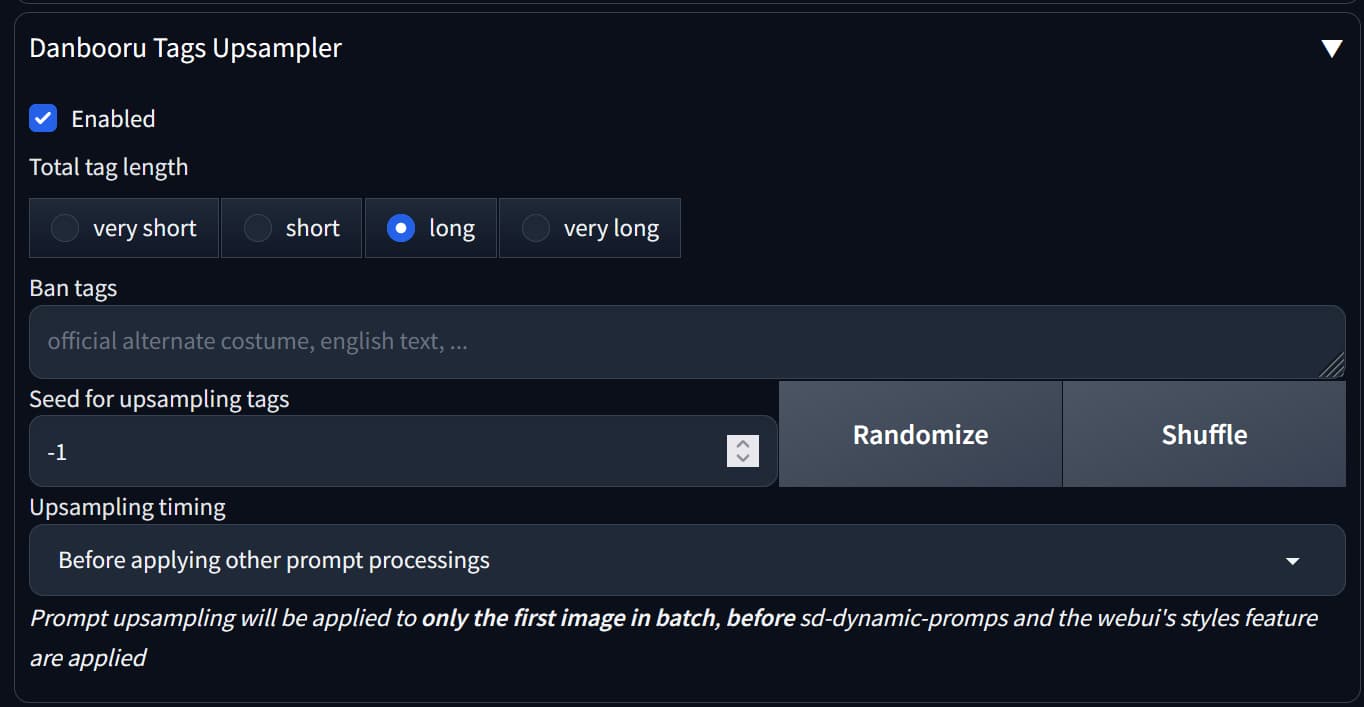 Danbooru Tags Upsampler
Enabled
Total tag length
very short short long very long
Ban tags
official alternate costume, english text, ...
Seed for upsampling tags
-1
Randomize Shuffle
Upsampling timing
Before applying other prompt processings
Prompt upsampling will be applied to only the first image in batch, before sd-dynamic-promps and the webui's styles feature
are applied